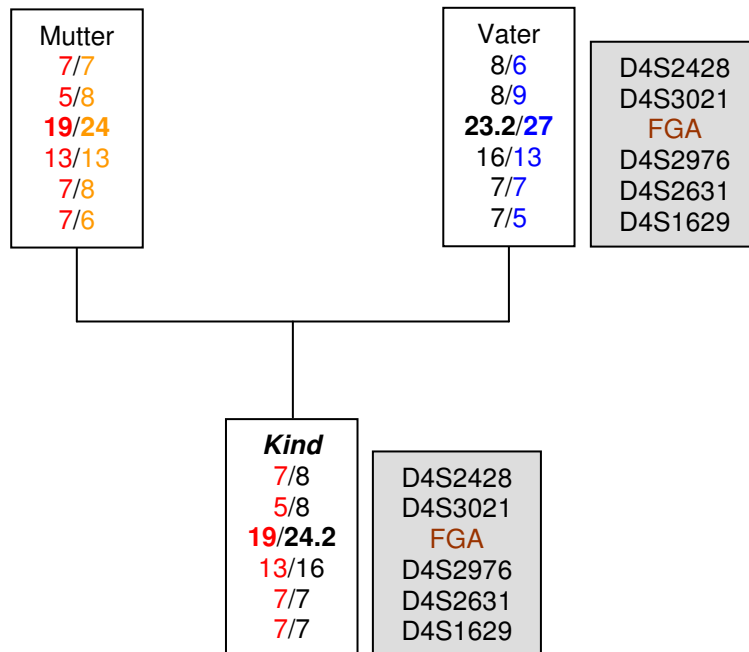 Mutter
7/7
5/8
19/24
13/13
7/8
7/6
Vater
8/6
8/9
23.2/27
16/13
7/7
7/5
D4S2428
D4S3021
FGA
D4S2976
D4S2631
D4S1629
Kind
7/8
5/8
19/24.2
13/16
7/7
7/7
D4S2428
D4S3021
FGA
D4S2976
D4S2631
D4S1629